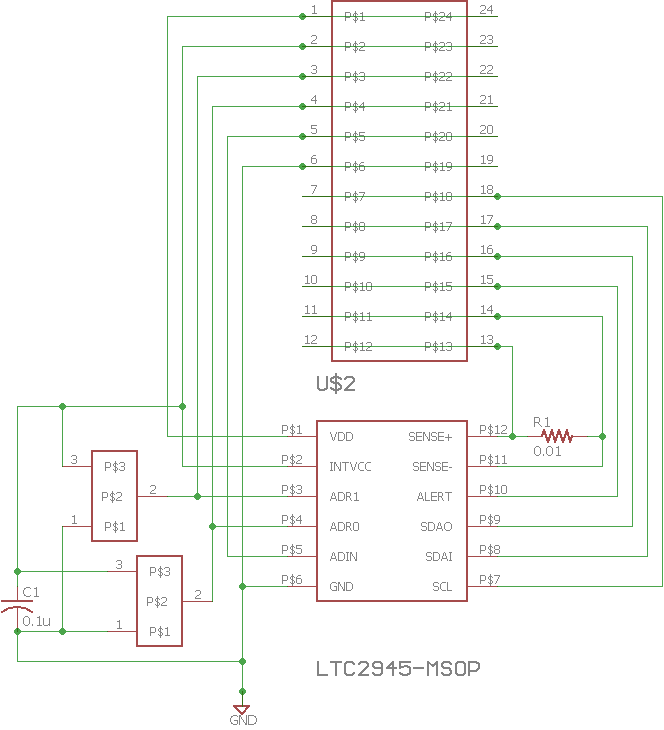 1 P$1 P$24 24
2 P$2 P$23 23
3 P$3 P$22 22
4 P$4 P$21 21
5 P$5 P$20 20
6 P$6 P$19 19
7 P$7 P$18 18
8 P$8 P$17 17
9 P$9 P$16 16
10 P$10 P$15 15
11 P$11 P$14 14
12 P$12 P$13 13
U$2
P$1 VDD SENSE+ P$12 R1
0.01
P$2 INTVCC SENSE- P$11
3 P$3
P$2 2 P$3 ADR1 ALERT P$10
1 P$1 P$4 ADR0 SDAO P$9
P$5 ADIN SDAI P$8
3 P$3
P$6 GND SCL P$7
C1 P$2 2
0.1u 1 P$1
LTC2945-MSOP
GND